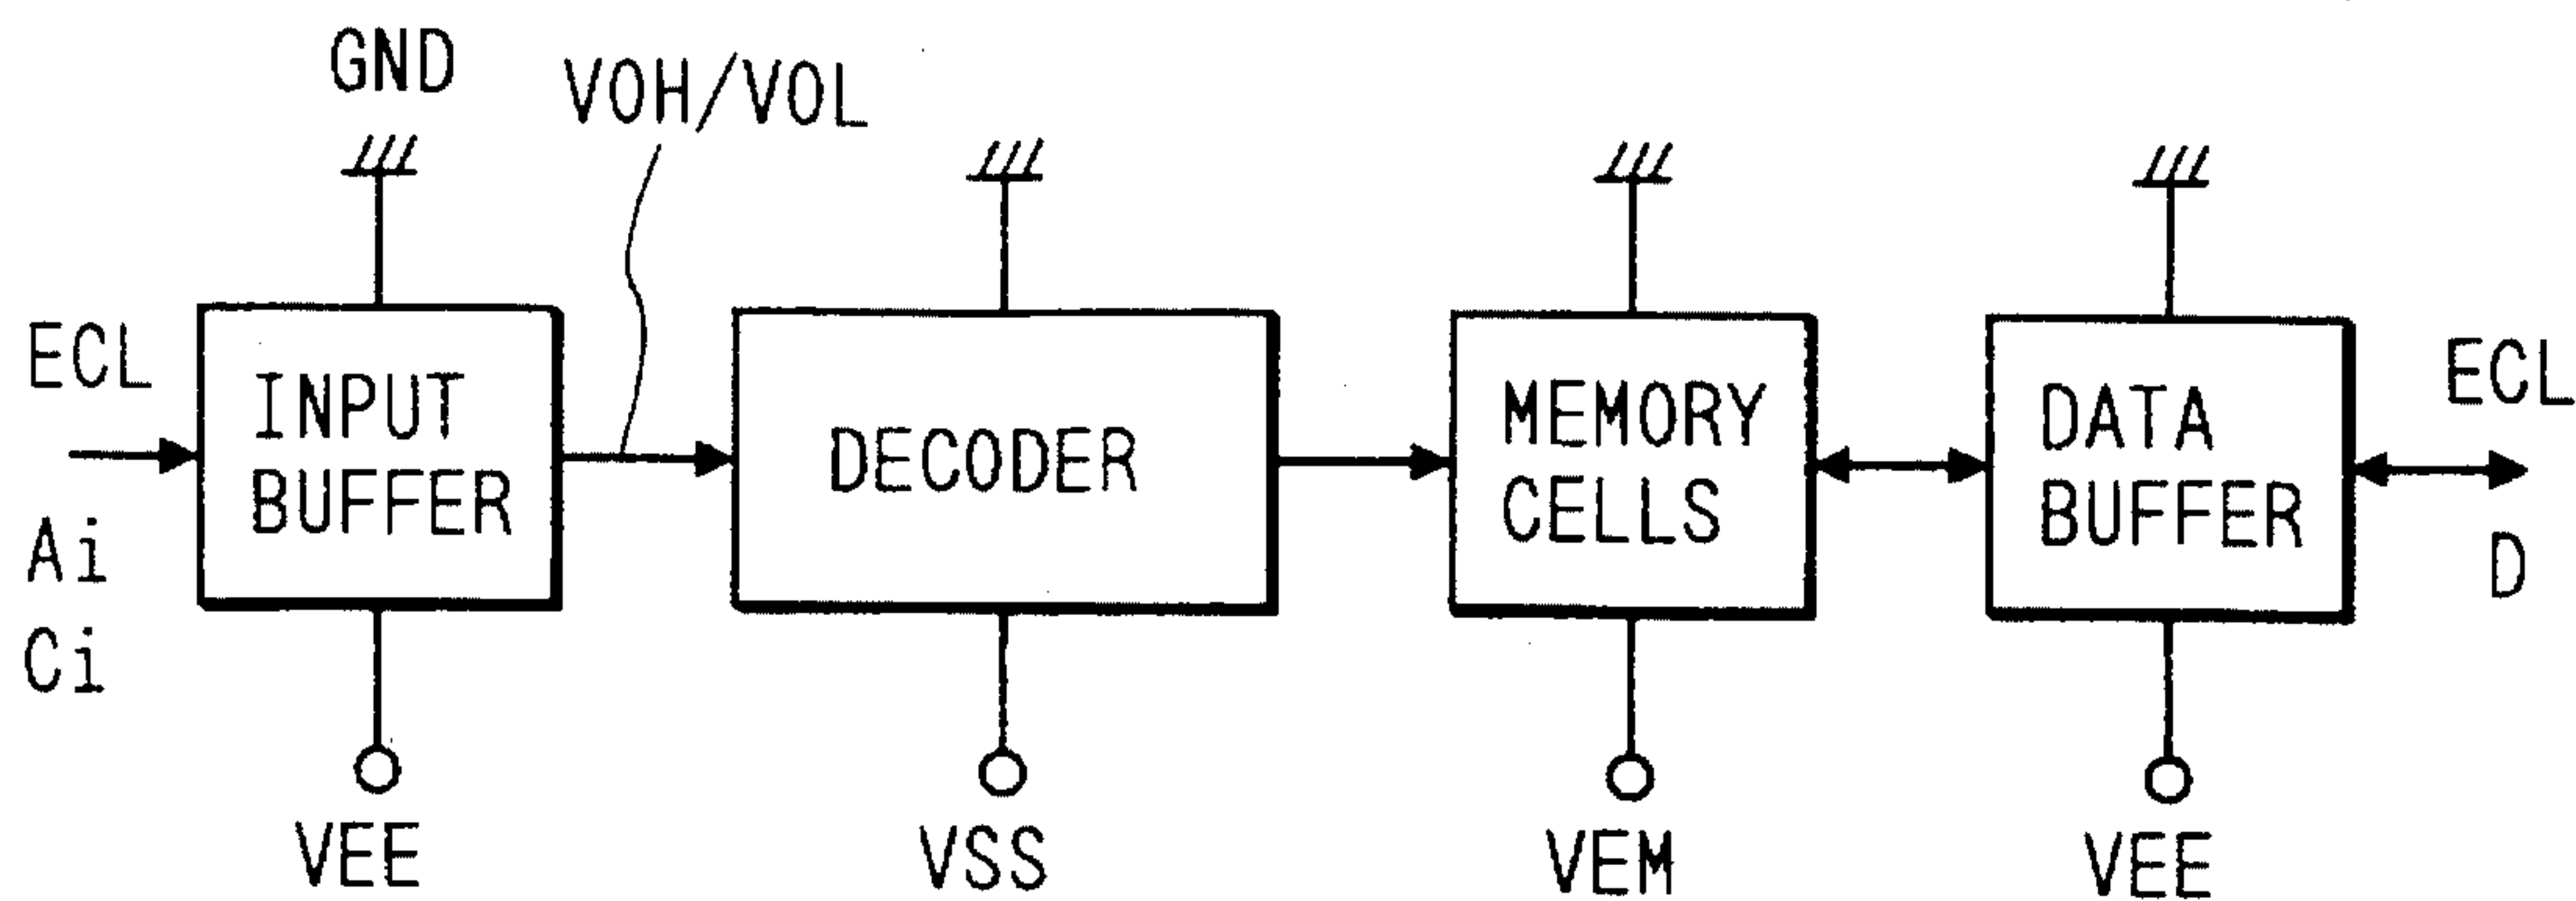 GND
VOH/VOL
ECL
Ai
Ci
INPUT
BUFFER
DECODER
MEMORY
CELLS
DATA
BUFFER
ECL
D
VEE
VSS
VEM
VEE